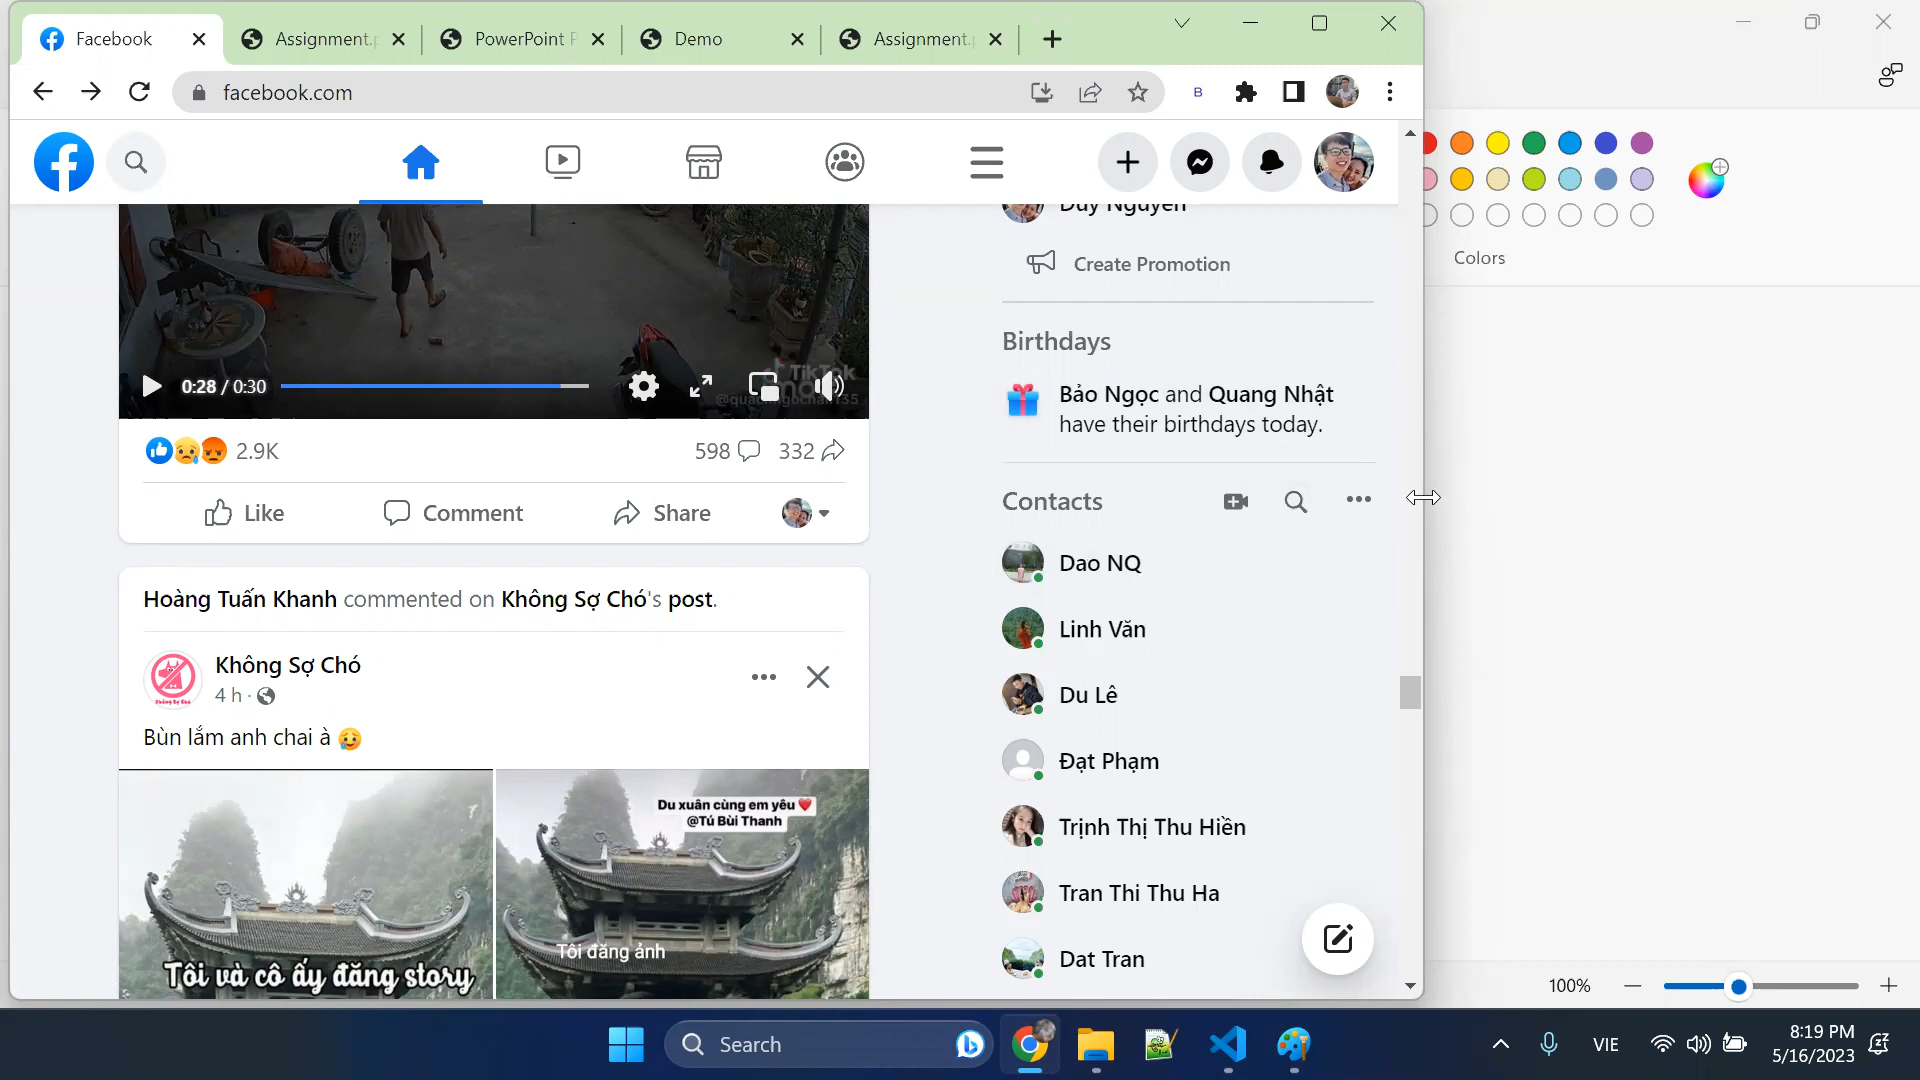 Facebook
Assignment.p
PowerPoint P
Demo
Assignment.p
facebook.com
B
Duy Nguyen
Create Promotion
Colors
Birthdays
Bảo Ngọc and Quang Nhật
have their birthdays today.
TikTok
0:28 / 0:30
2.9K
598
332
Like
Comment
Share
Contacts
Dao NQ
Linh Văn
Du Lê
Đạt Phạm
Trịnh Thị Thu Hiền
Tran Thi Thu Ha
Dat Tran
Hoàng Tuấn Khanh commented on Không Sợ Chó's post.
Không Sợ Chó
4 h ·
Bùn lắm anh chai à 😥
Du xuân cùng em yêu ❤️
@Tú Bùi Thanh
Tôi và cô ấy đăng story
Tôi đăng ảnh
100%
Search
VIE
8:19 PM
5/16/2023